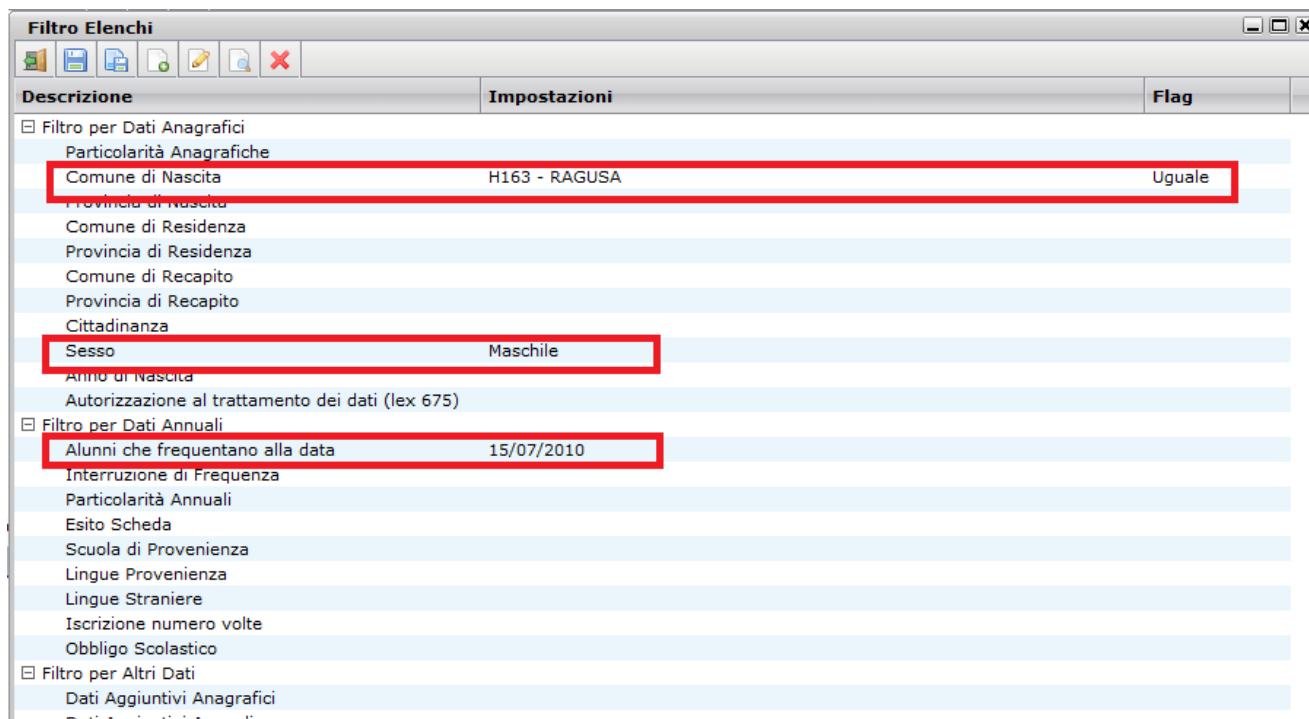 Filtro Elenchi
Descrizione Impostazioni Flag
Filtro per Dati Anagrafici
Particolarità Anagrafiche
Comune di Nascita H163 - RAGUSA Uguale
Provincia di Nascita
Comune di Residenza
Provincia di Residenza
Comune di Recapito
Provincia di Recapito
Cittadinanza
Sesso Maschile
Anno di Nascita
Autorizzazione al trattamento dei dati (lex 675)
Filtro per Dati Annuali
Alunni che frequentano alla data 15/07/2010
Interruzione di Frequenza
Particolarità Annuali
Esito Scheda
Scuola di Provenienza
Lingue Provenienza
Lingue Straniere
Iscrizione numero volte
Obbligo Scolastico
Filtro per Altri Dati
Dati Aggiuntivi Anagrafici